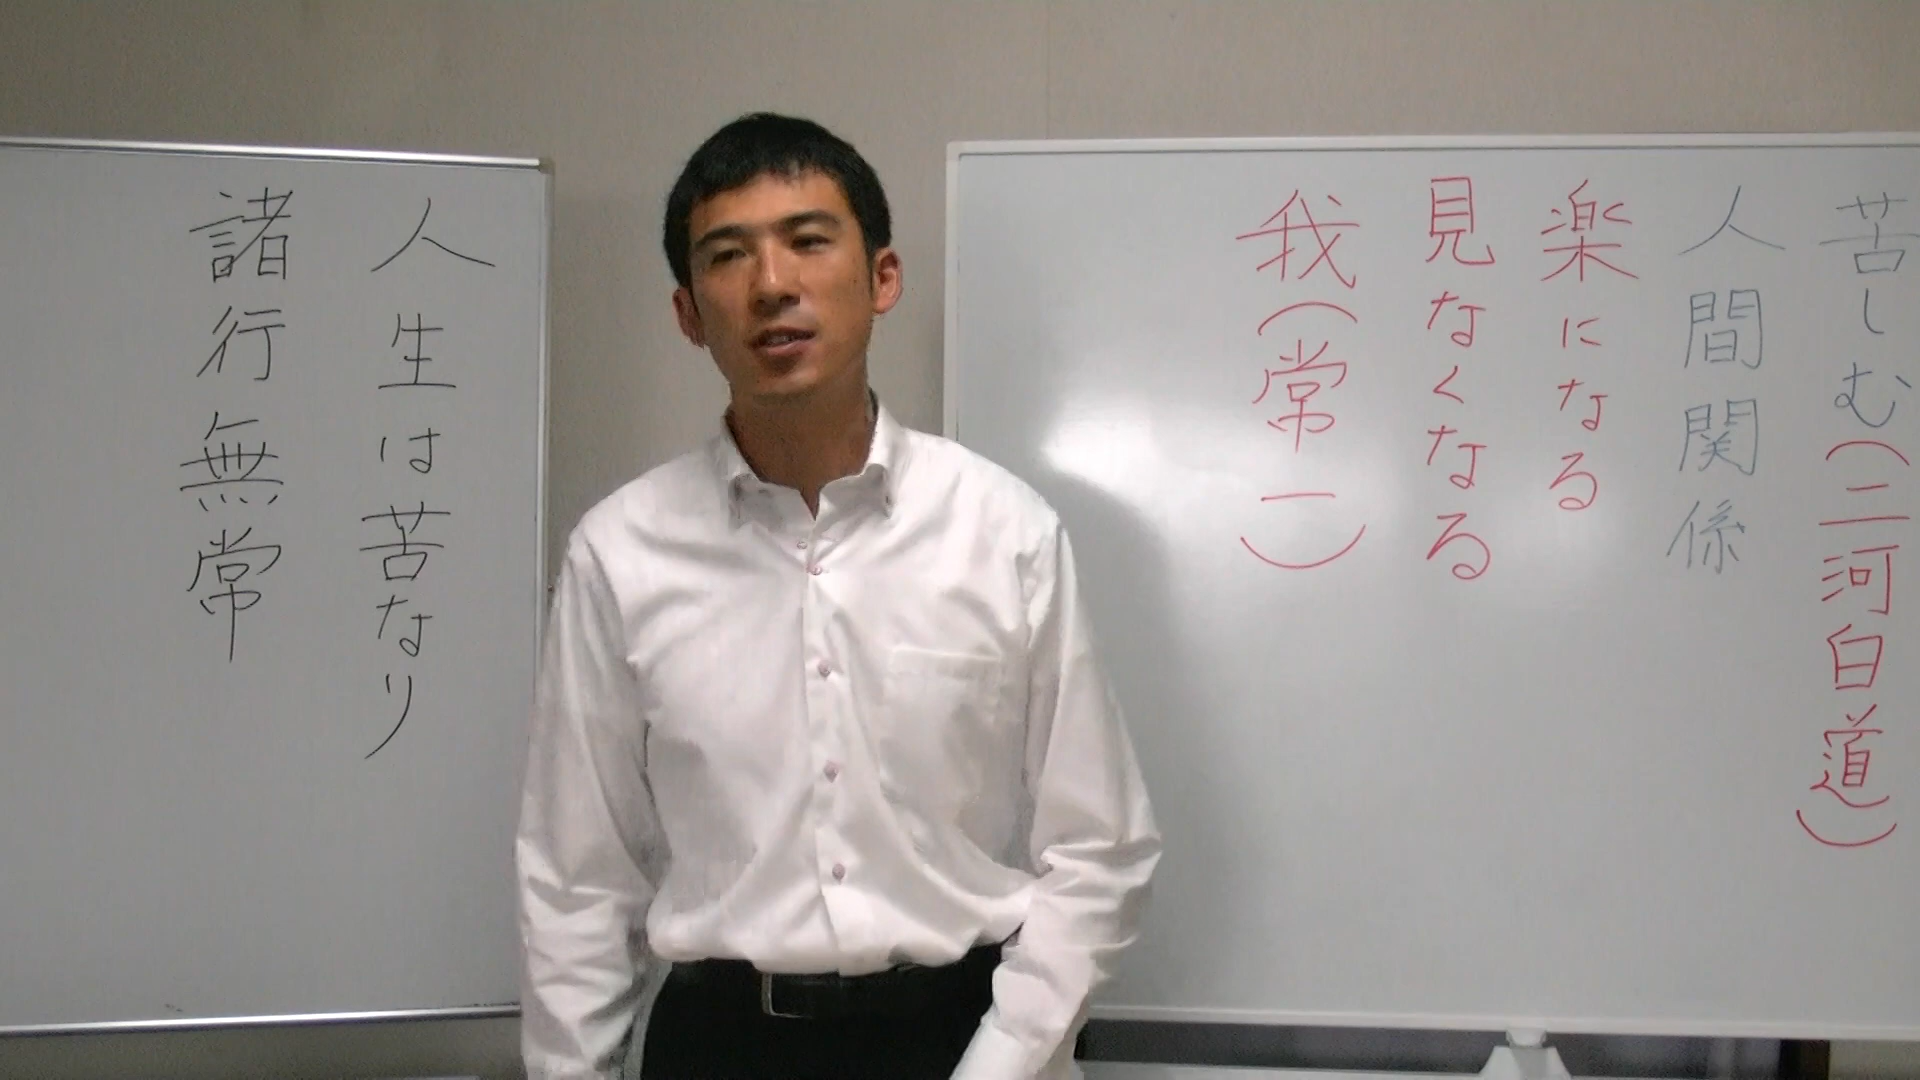 人生は苦なり
諸行無常
苦しむ(二河白道)
人間関係
楽になる
見なくなる
我(常一)